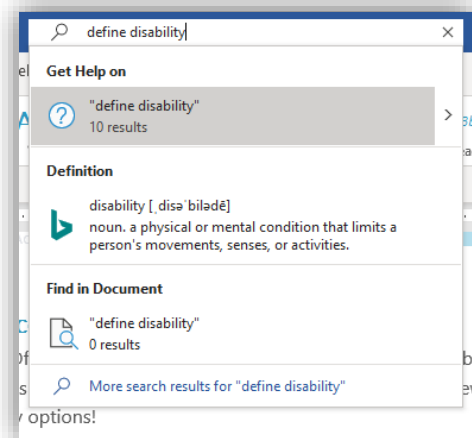 define disability
Get Help on
"define disability"
10 results
Definition
disability [ˌdisəˈbilədē]
noun. a physical or mental condition that limits a
person's movements, senses, or activities.
Find in Document
"define disability"
0 results
More search results for "define disability"
options!